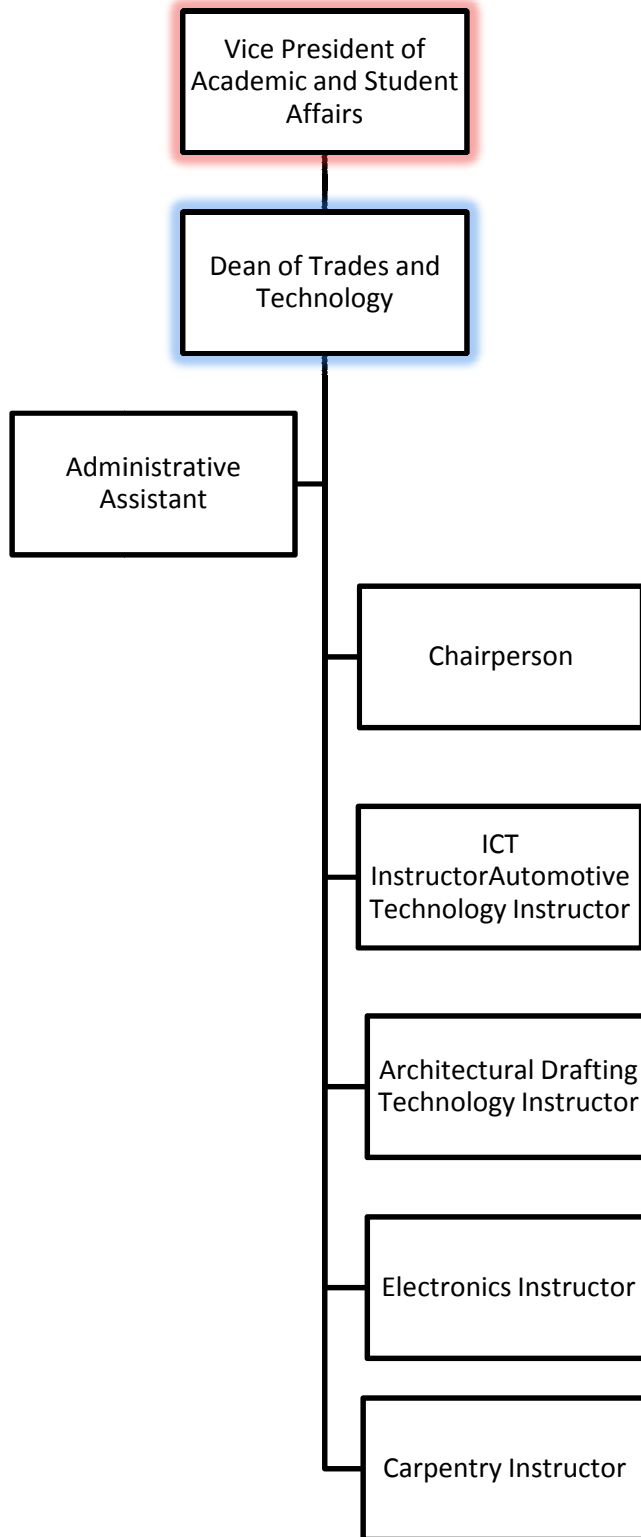 Vice President of
Academic and Student
Affairs
Dean of Trades and
Technology
Administrative
Assistant
Chairperson
ICT
InstructorAutomotive
Technology Instructor
Architectural Drafting
Technology Instructor
Electronics Instructor
Carpentry Instructor